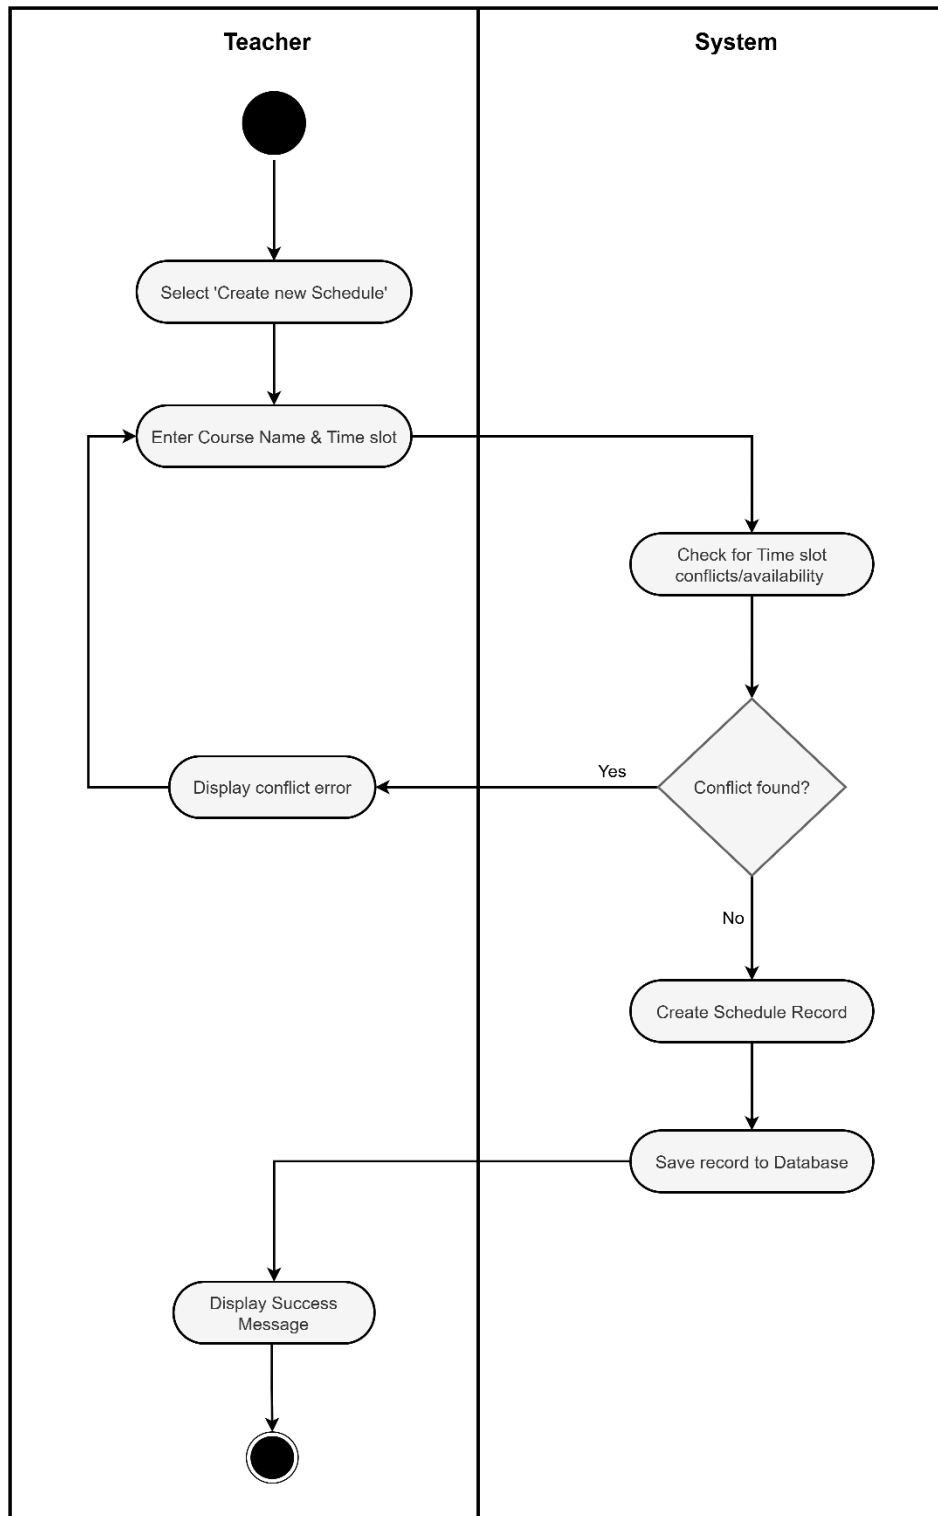 Teacher
System
Select 'Create new Schedule'
Enter Course Name & Time slot
Check for Time slot
conflicts/availability
Yes
Display conflict error
Conflict found?
No
Create Schedule Record
Save record to Database
Display Success
Message